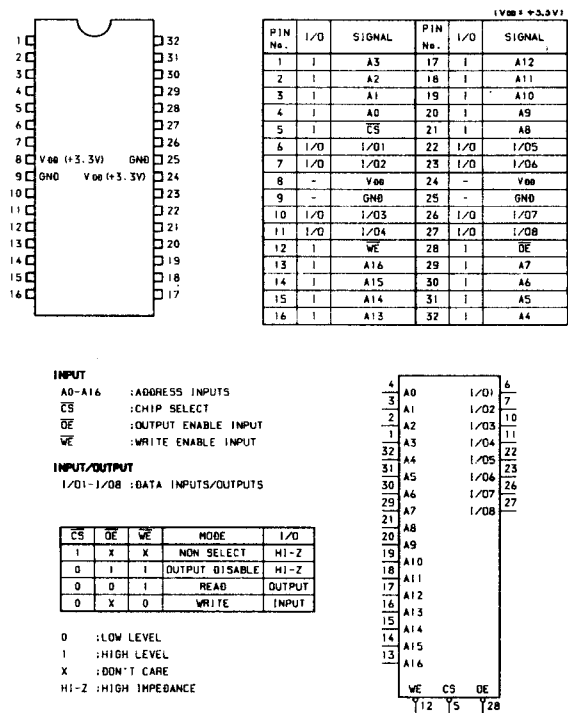 (VDD = +3.3V)
1 32
2 31
3 30
4 29
5 28
6 27
7 26
8 VDD (+3.3V) GND 25
9 GND VDD (+3.3V) 24
10 23
11 22
12 21
13 20
14 19
15 18
16 17
PIN No. I/O SIGNAL PIN No. I/O SIGNAL
1 I A3 17 I A12
2 I A2 18 I A11
3 I A1 19 I A10
4 I A0 20 I A9
5 I C̅S̅ 21 I A8
6 I/O I/O1 22 I/O I/O5
7 I/O I/O2 23 I/O I/O6
8 - VDD 24 - VDD
9 - GND 25 - GND
10 I/O I/O3 26 I/O I/O7
11 I/O I/O4 27 I/O I/O8
12 I W̅E̅ 28 I O̅E̅
13 I A16 29 I A7
14 I A15 30 I A6
15 I A14 31 I A5
16 I A13 32 I A4
INPUT
A0-A16 :ADDRESS INPUTS
C̅S̅ :CHIP SELECT
O̅E̅ :OUTPUT ENABLE INPUT
W̅E̅ :WRITE ENABLE INPUT
INPUT/OUTPUT
I/O1-I/O8 :DATA INPUTS/OUTPUTS
C̅S̅ O̅E̅ W̅E̅ MODE I/O
1 X X NON SELECT HI-Z
0 1 1 OUTPUT DISABLE HI-Z
0 0 1 READ OUTPUT
0 X 0 WRITE INPUT
0 :LOW LEVEL
1 :HIGH LEVEL
X :DON'T CARE
HI-Z :HIGH IMPEDANCE
4 A0 I/O1 6
3 A1 I/O2 7
2 A2 I/O3 10
1 A3 I/O4 11
32 A4 I/O5 22
31 A5 I/O6 23
30 A6 I/O7 26
29 A7 I/O8 27
21 A8
20 A9
19 A10
18 A11
17 A12
16 A13
15 A14
14 A15
13 A16
WE CS OE
12 5 28